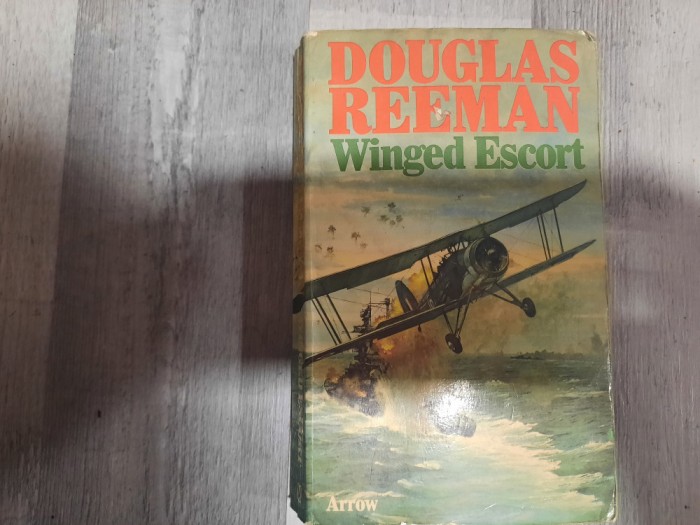 DOUGLAS
REEMAN
Winged Escort
Arrow